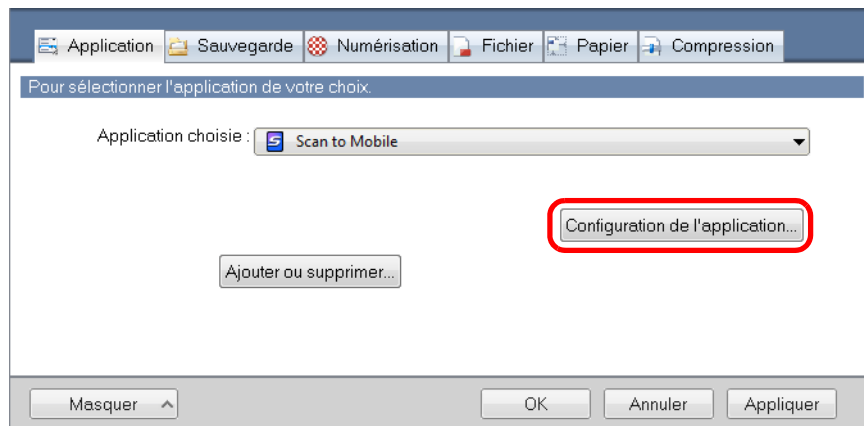 Application Sauvegarde Numérisation Fichier Papier Compression
Pour sélectionner l'application de votre choix.
Application choisie : Scan to Mobile
Configuration de l'application...
Ajouter ou supprimer...
Masquer OK Annuler Appliquer